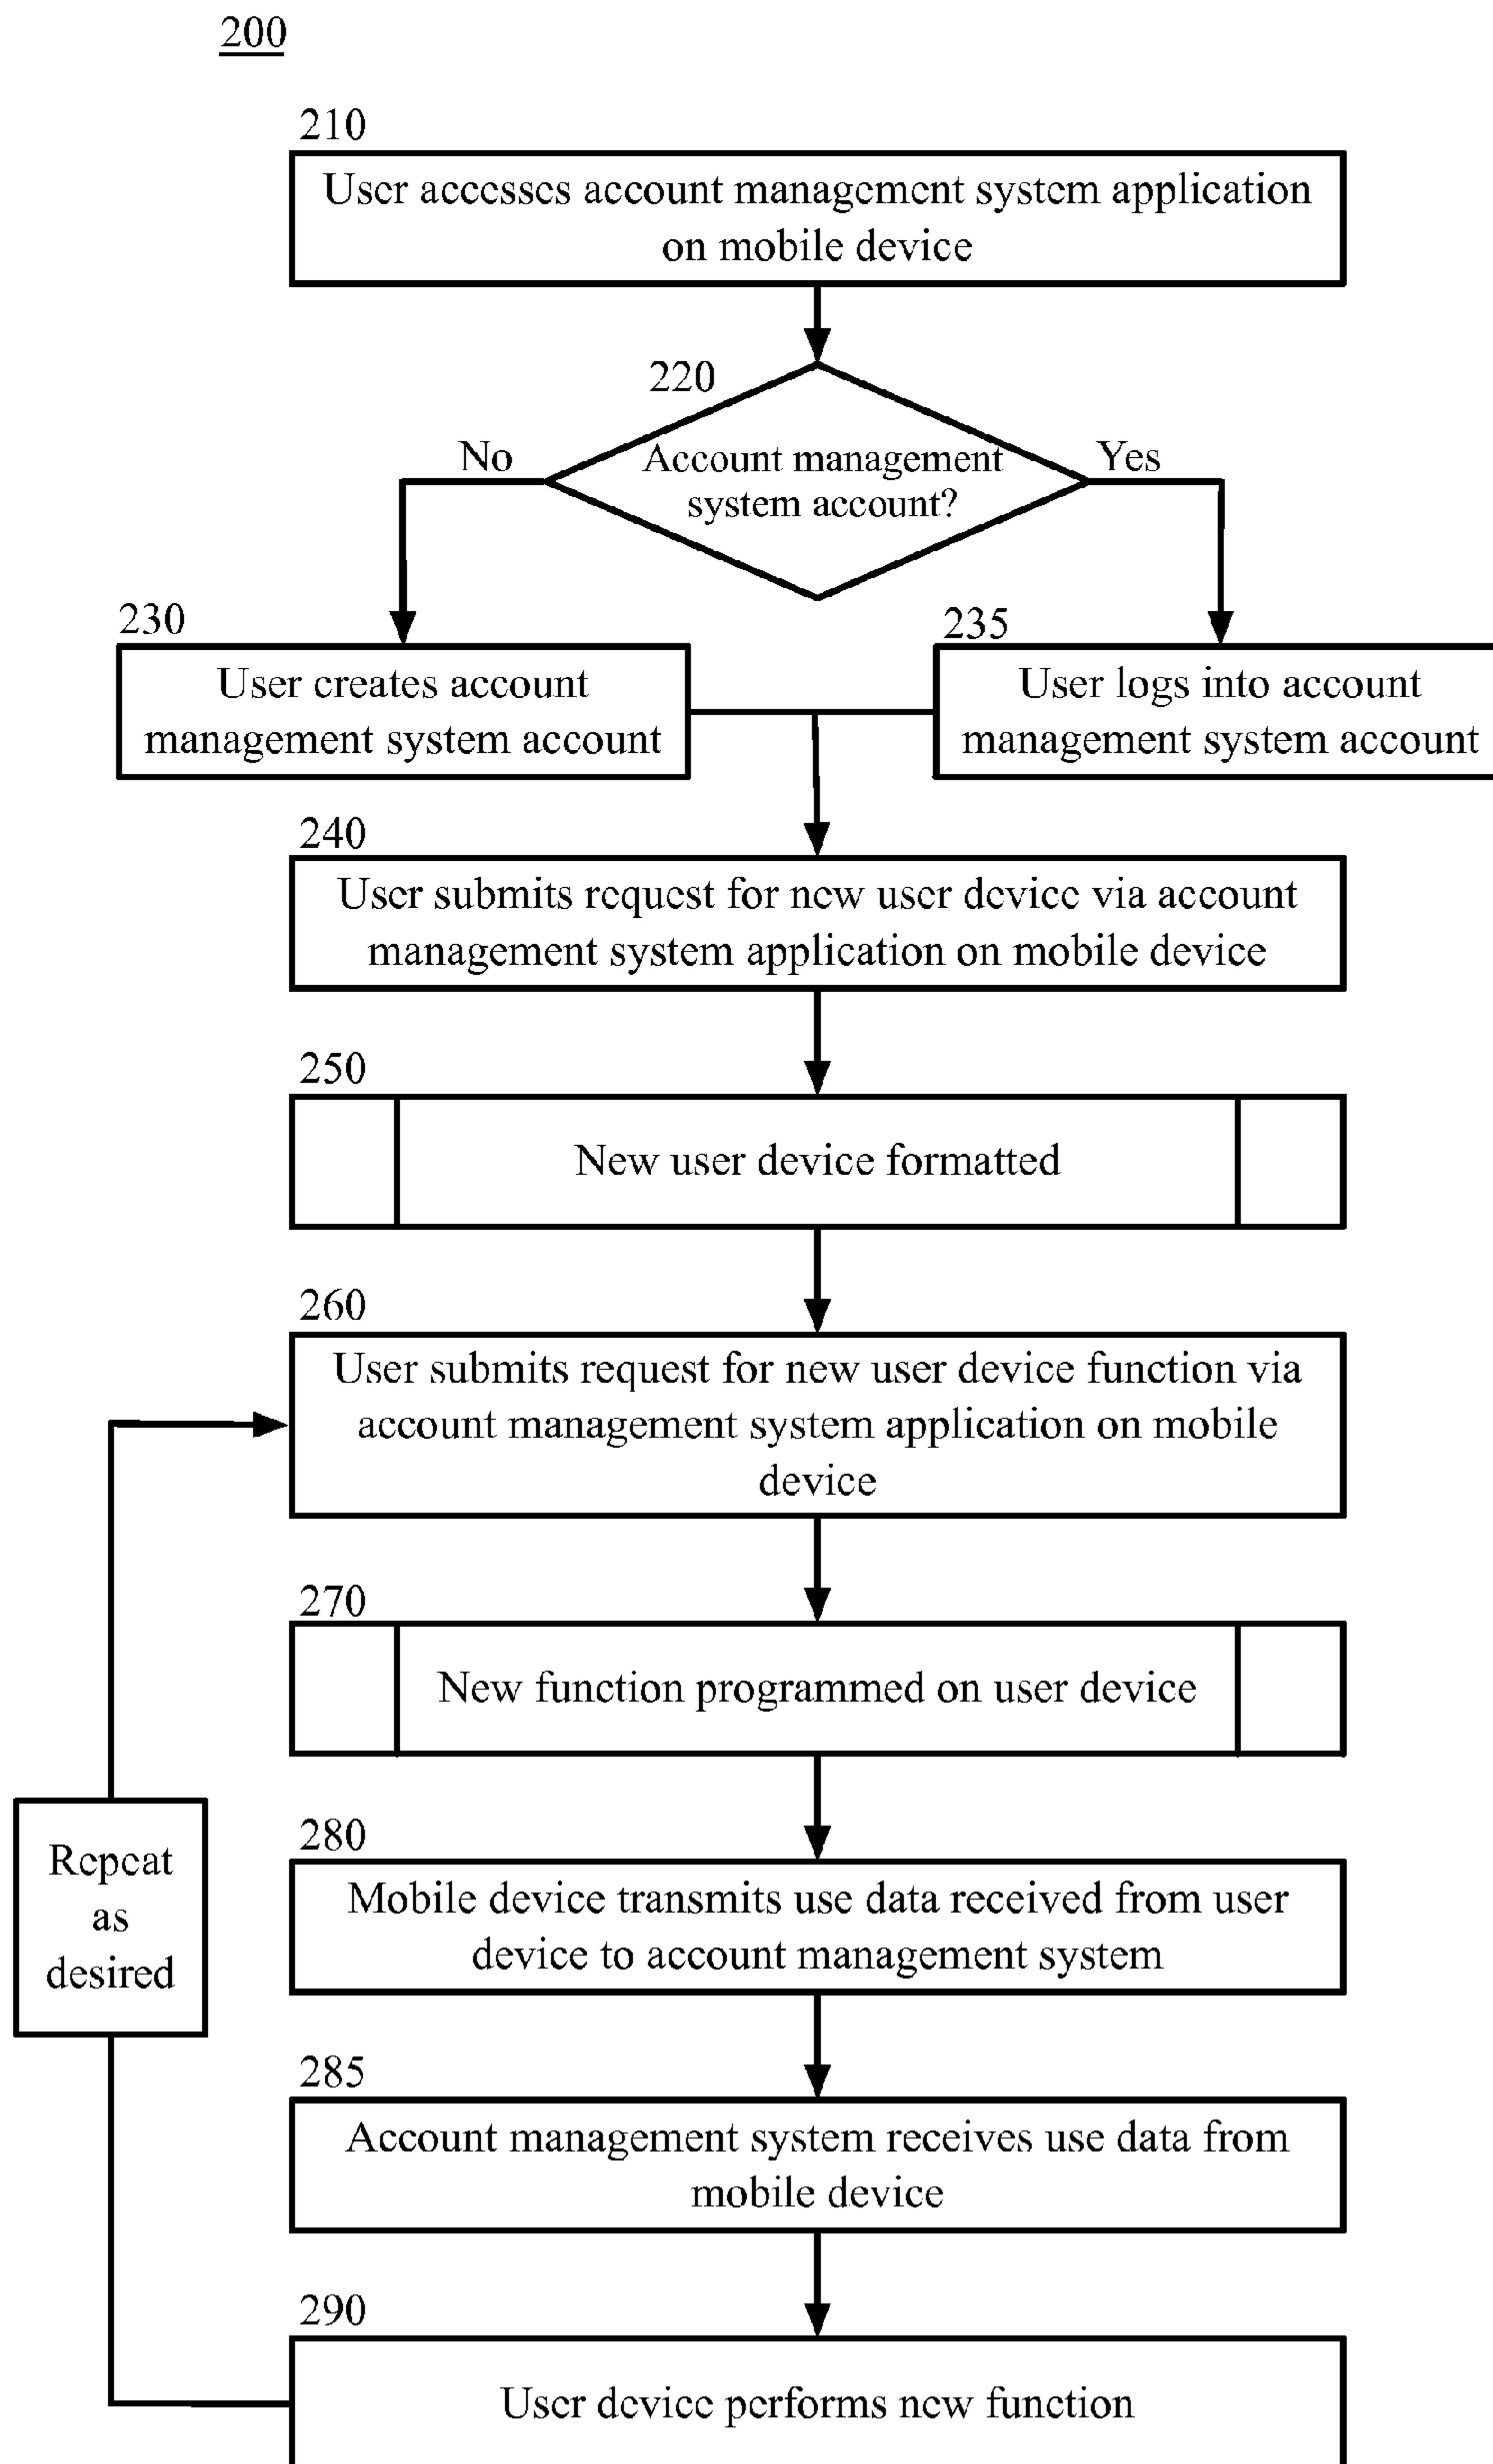 200
210
User accesses account management system application
on mobile device
220
No
Account management
system account?
Yes
230
User creates account
management system account
235
User logs into account
management system account
240
User submits request for new user device via account
management system application on mobile device
250
New user device formatted
260
User submits request for new user device function via
account management system application on mobile
device
270
New function programmed on user device
280
Mobile device transmits use data received from user
device to account management system
Repeat
as
desired
285
Account management system receives use data from
mobile device
290
User device performs new function